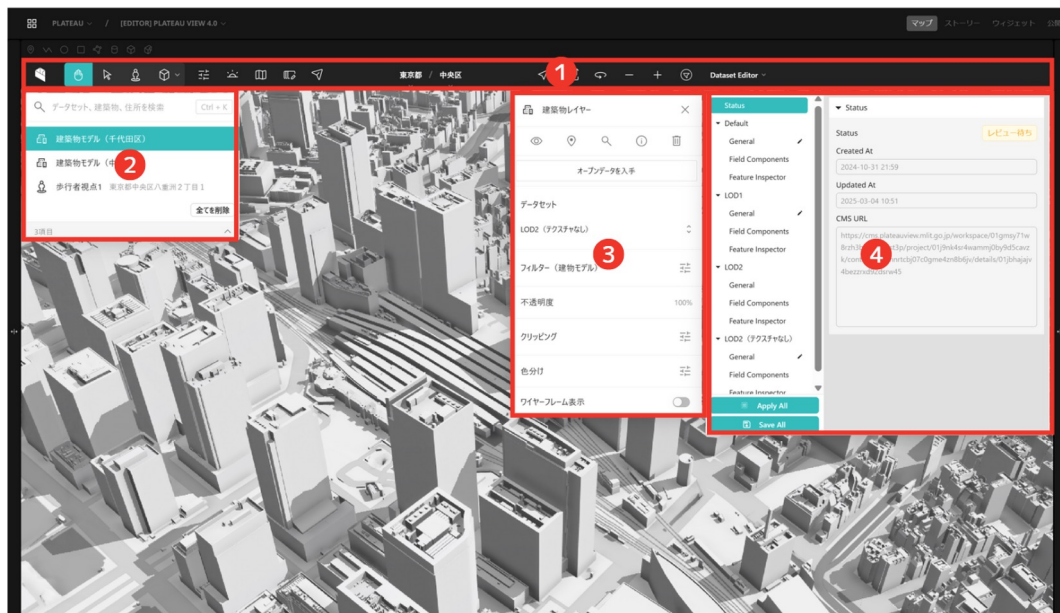 PLATEAU / [EDITOR] PLATEAU VIEW 4.0
マップ ストーリー ウィジェット
東京都 / 中央区
1
Dataset Editor
データセット、建築物、住所を検索 Ctrl + K
建築物モデル（千代田区）
建築物モデル（中
2
歩行者視点1 東京都中央区八重洲２丁目１
全てを削除
3項目
建築物レイヤー
オープンデータを入手
データセット
LOD2（テクスチャなし）
3
フィルター（建物モデル）
不透明度 100%
クリッピング
色分け
ワイヤーフレーム表示
Status
Default
General
Field Components
Feature Inspector
LOD1
General
Field Components
Feature Inspector
LOD2
General
Field Components
Feature Inspector
LOD2（テクスチャなし）
General
Field Components
Feature Inspector
Apply All
Save All
Status
Status レビュー待ち
Created At
2024-10-31 21:59
Updated At
2025-03-04 10:51
CMS URL
4